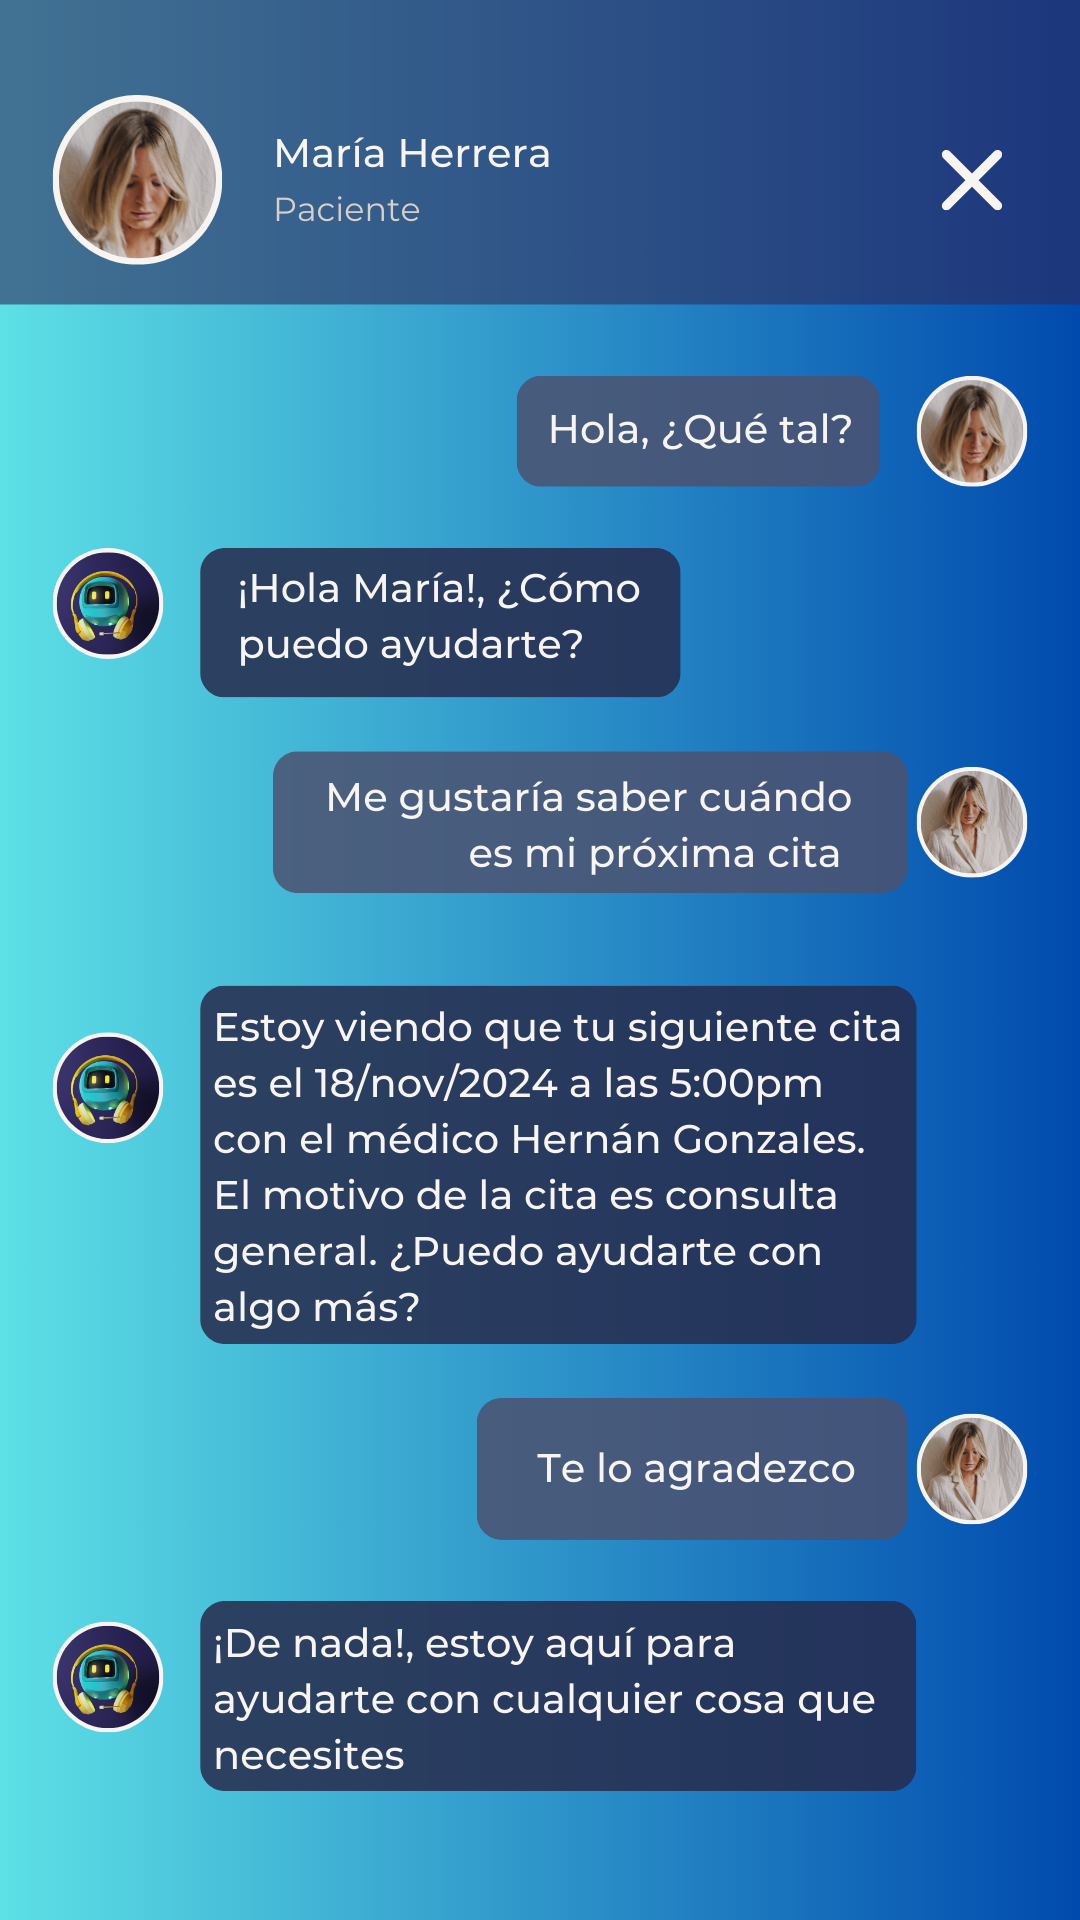 María Herrera
Paciente
Hola, ¿Qué tal?
¡Hola María!, ¿Cómo
puedo ayudarte?
Me gustaría saber cuándo
es mi próxima cita
Estoy viendo que tu siguiente cita
es el 18/nov/2024 a las 5:00pm
con el médico Hernán Gonzales.
El motivo de la cita es consulta
general. ¿Puedo ayudarte con
algo más?
Te lo agradezco
¡De nada!, estoy aquí para
ayudarte con cualquier cosa que
necesites